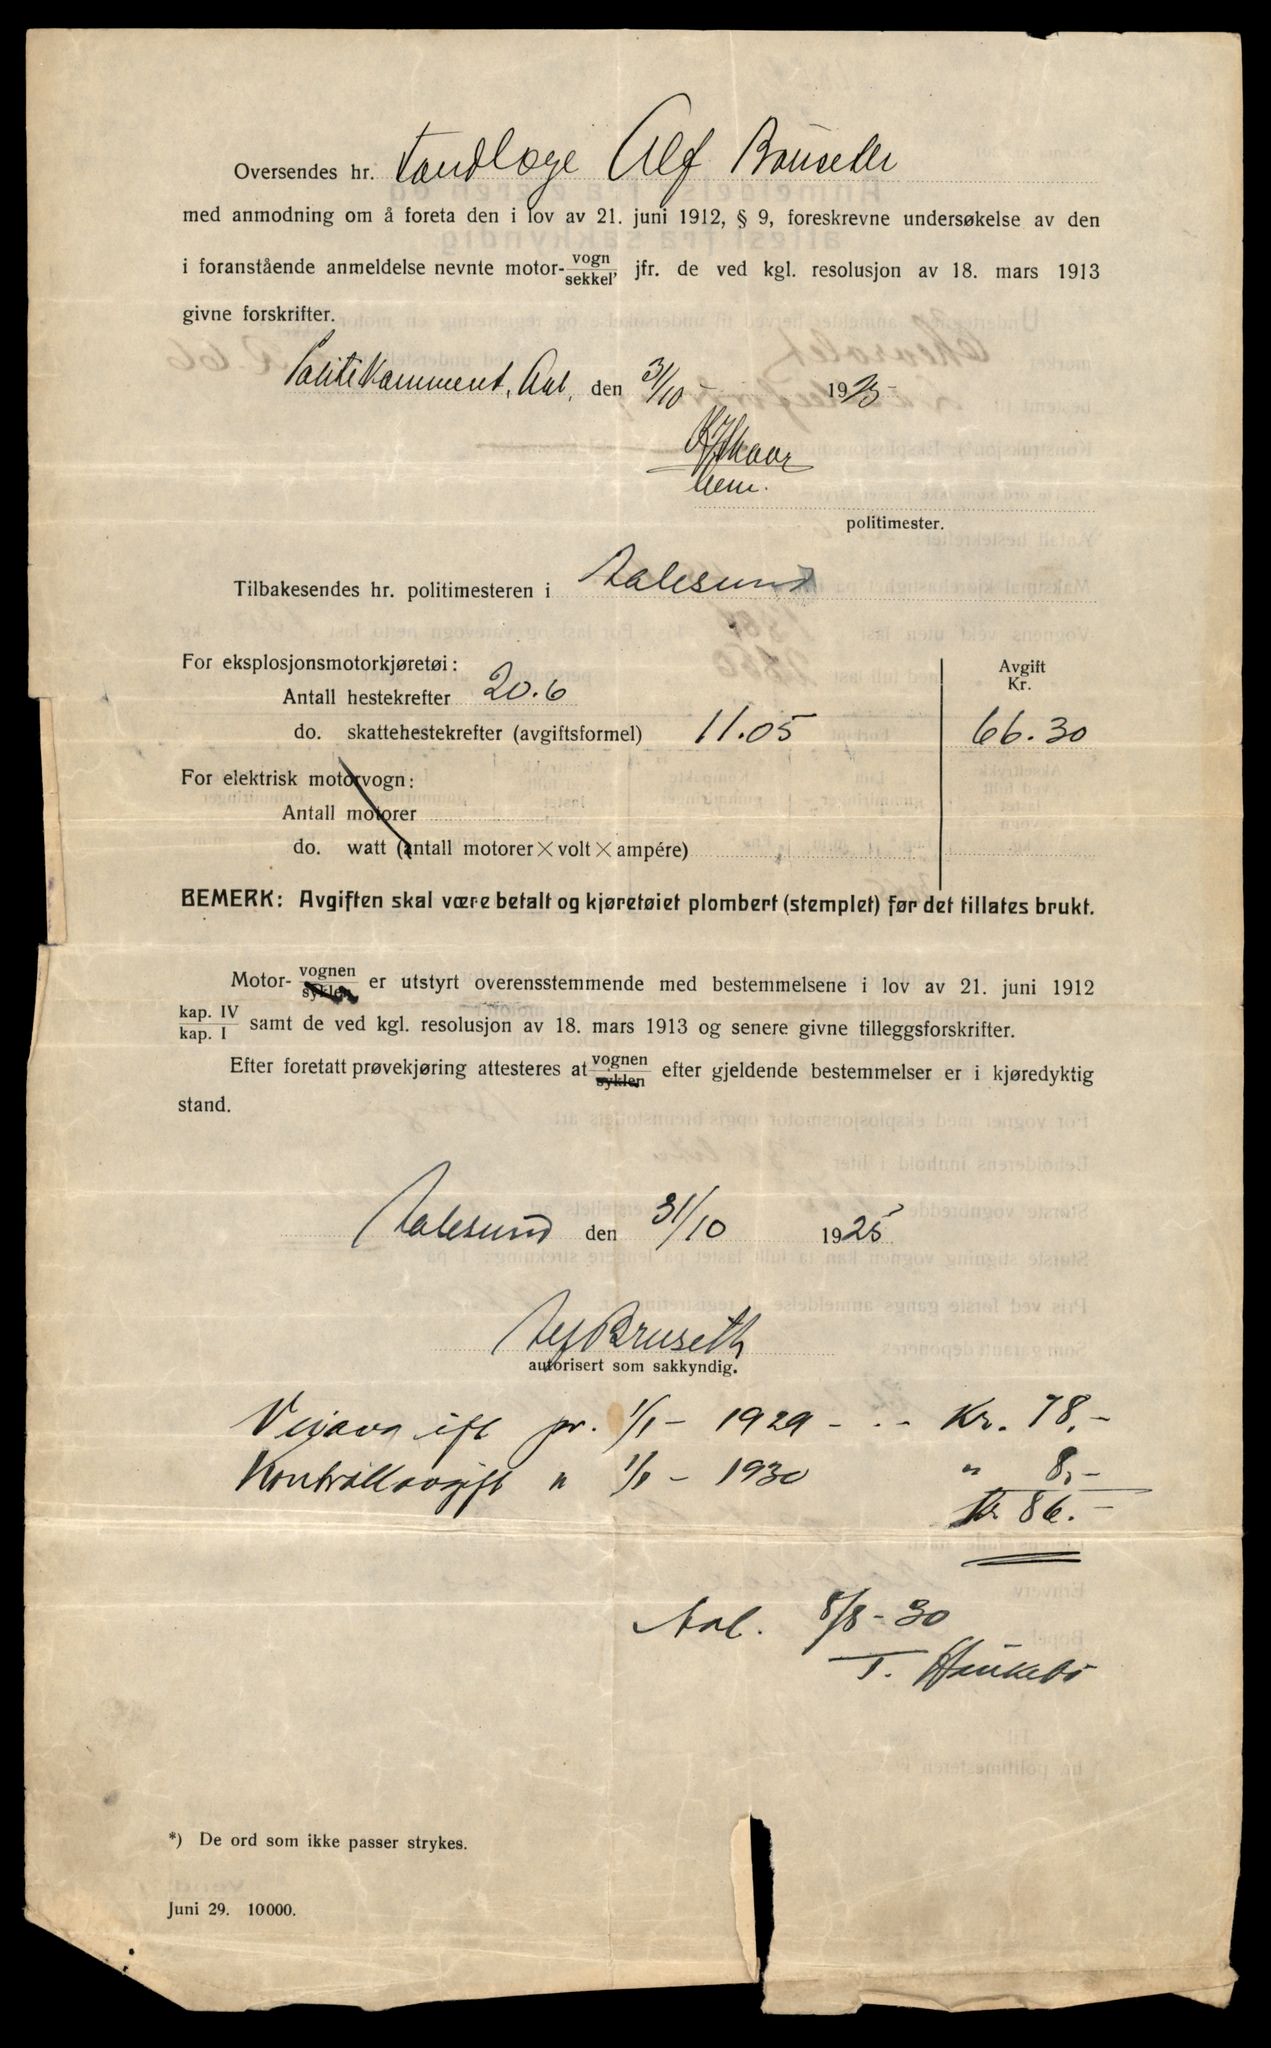 Oversendes hr. Tandlæge Alf Bruseth
med anmodning om å foreta den i lov av 21. juni 1912, § 9, foreskrevne undersøkelse av den
i foranstående anmeldelse nevnte motor- vogn/sekkel, jfr. de ved kgl. resolusjon av 18. mars 1913
givne forskrifter.
Politikammeret, Aal, den 31/10 1925
politimester.
Tilbakesendes hr. politimesteren i Aalesund
For eksplosjonsmotorkjøretøi: Avgift
Antall hestekrefter 20.6 Kr.
do. skattehestekrefter (avgiftsformel) 11.05 66.30
For elektrisk motorvogn:
Antall motorer
do. watt (antall motorer × volt × ampére)
BEMERK: Avgiften skal være betalt og kjøretøiet plombert (stemplet) før det tillates brukt.
Motor- vognen/syklen er utstyrt overensstemmende med bestemmelsene i lov av 21. juni 1912
kap. IV/kap. I samt de ved kgl. resolusjon av 18. mars 1913 og senere givne tilleggsforskrifter.
Efter foretatt prøvekjøring attesteres at vognen/syklen efter gjeldende bestemmelser er i kjøredyktig
stand.
Aalesund den 31/10 1925
Alf Bruseth
autorisert som sakkyndig.
Veiavgift pr. 1/1 - 1929 - - - Kr. 78,-
Kontrollavgift " 1/1 - 1930 " 8,-
Kr 86.-
Aal. 8/8-30
T.
*) De ord som ikke passer strykes.
Juni 29. 10000.